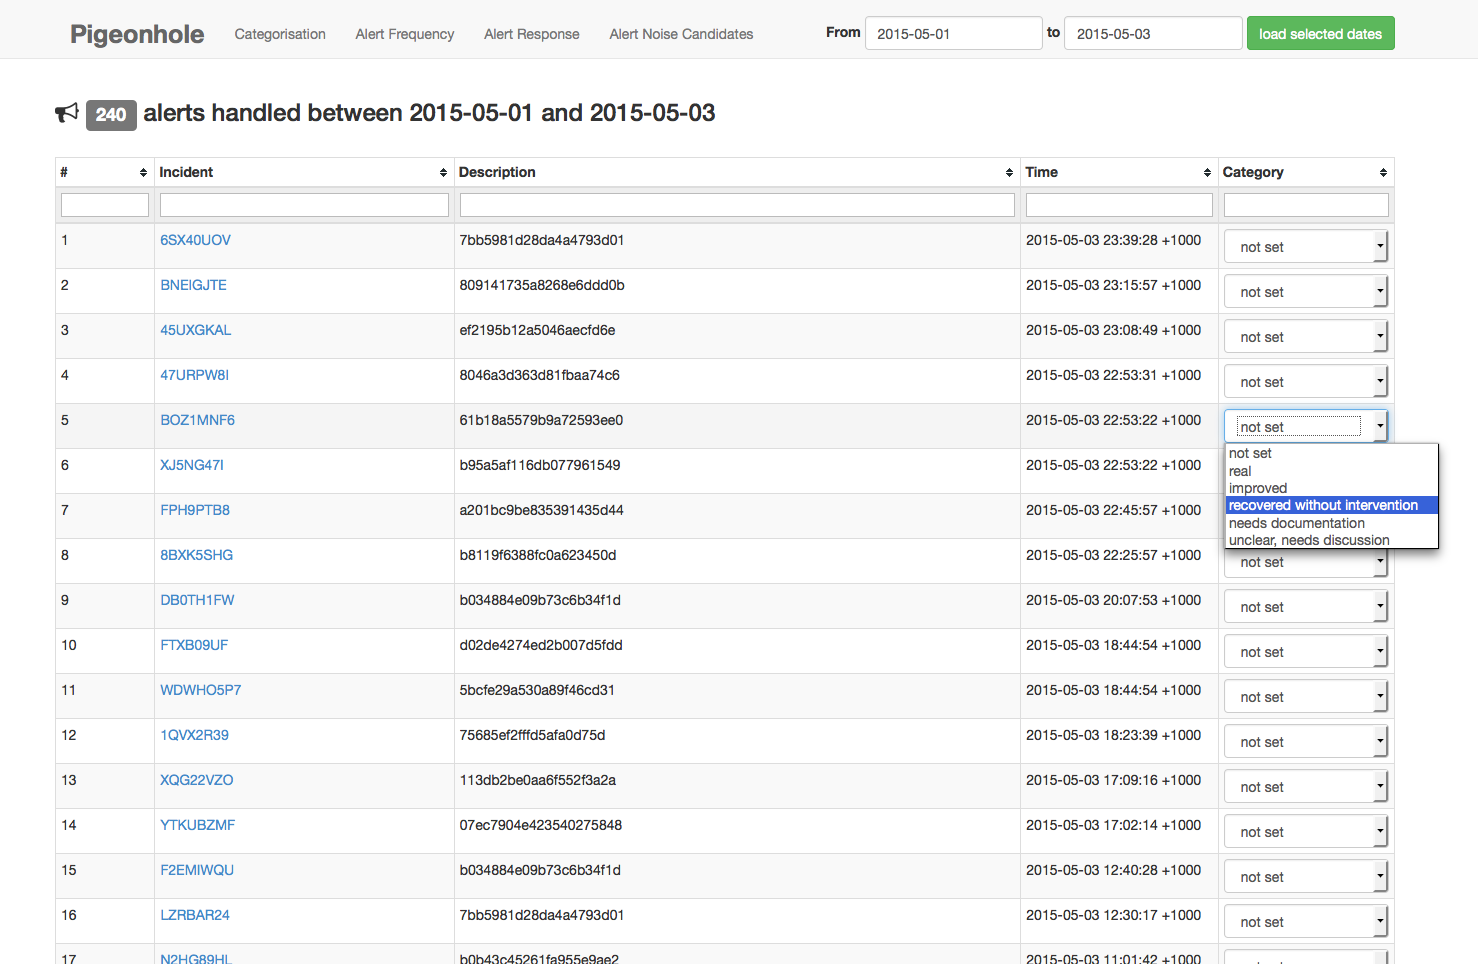 Pigeonhole Categorisation Alert Frequency Alert Response Alert Noise Candidates From 2015-05-01 to 2015-05-03 load selected dates
240 alerts handled between 2015-05-01 and 2015-05-03
# Incident Description Time Category
1 6SX40UOV 7bb5981d28da4a4793d01 2015-05-03 23:39:28 +1000 not set
2 BNEIGJTE 809141735a8268e6ddd0b 2015-05-03 23:15:57 +1000 not set
3 45UXGKAL ef2195b12a5046aecfd6e 2015-05-03 23:08:49 +1000 not set
4 47URPW8I 8046a3d363d81fbaa74c6 2015-05-03 22:53:31 +1000 not set
5 BOZ1MNF6 61b18a5579b9a72593ee0 2015-05-03 22:53:22 +1000 not set
not set
real
improved
recovered without intervention
needs documentation
unclear, needs discussion
6 XJ5NG47I b95a5af116db077961549 2015-05-03 22:53:22 +1000
7 FPH9PTB8 a201bc9be835391435d44 2015-05-03 22:45:57 +1000
8 8BXK5SHG b8119f6388fc0a623450d 2015-05-03 22:25:57 +1000 not set
9 DB0TH1FW b034884e09b73c6b34f1d 2015-05-03 20:07:53 +1000 not set
10 FTXB09UF d02de4274ed2b007d5fdd 2015-05-03 18:44:54 +1000 not set
11 WDWHO5P7 5bcfe29a530a89f46cd31 2015-05-03 18:44:54 +1000 not set
12 1QVX2R39 75685ef2fffd5afa0d75d 2015-05-03 18:23:39 +1000 not set
13 XQG22VZO 113db2be0aa6f552f3a2a 2015-05-03 17:09:16 +1000 not set
14 YTKUBZMF 07ec7904e423540275848 2015-05-03 17:02:14 +1000 not set
15 F2EMIWQU b034884e09b73c6b34f1d 2015-05-03 12:40:28 +1000 not set
16 LZRBAR24 7bb5981d28da4a4793d01 2015-05-03 12:30:17 +1000 not set
17 N2HG89HL b0b43c45261fa955e9ae2 2015-05-03 11:01:42 +1000